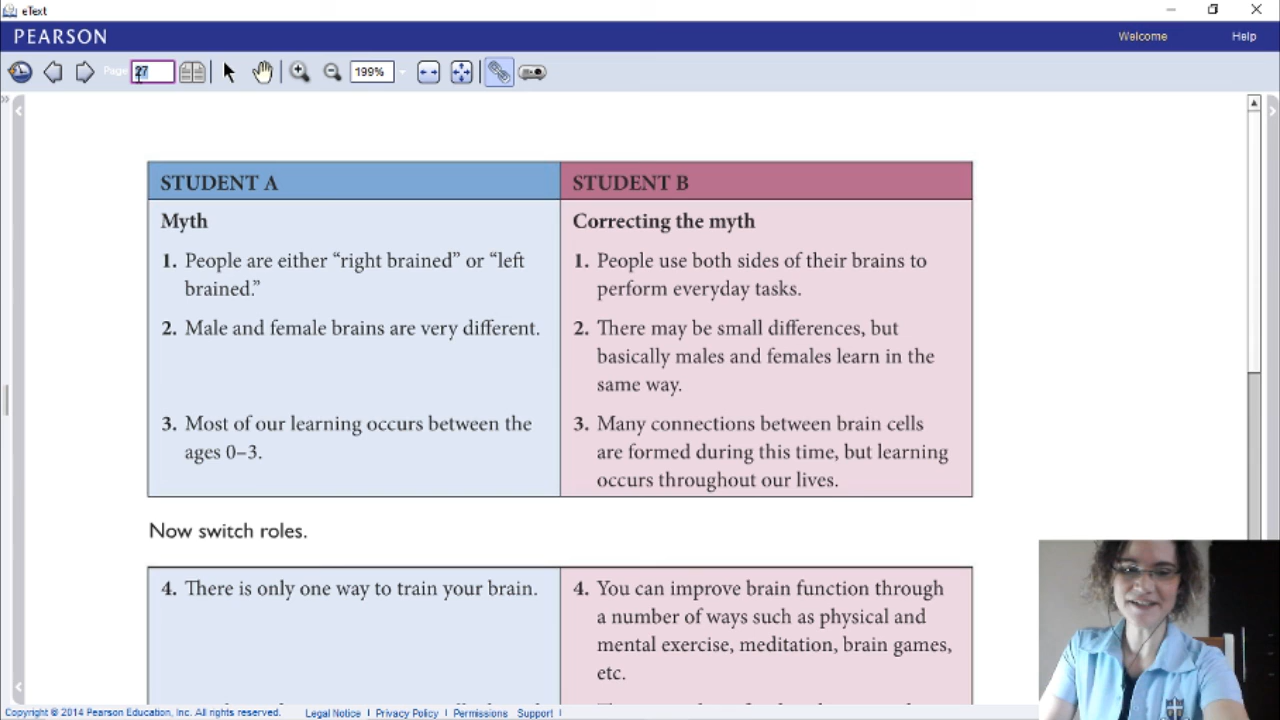 eText
PEARSON
Welcome
Help
Page
27
199%
STUDENT A
STUDENT B
Myth
Correcting the myth
1. People are either “right brained” or “left
brained.”
1. People use both sides of their brains to
perform everyday tasks.
2. Male and female brains are very different.
2. There may be small differences, but
basically males and females learn in the
same way.
3. Most of our learning occurs between the
ages 0–3.
3. Many connections between brain cells
are formed during this time, but learning
occurs throughout our lives.
Now switch roles.
4. There is only one way to train your brain.
4. You can improve brain function through
a number of ways such as physical and
mental exercise, meditation, brain games,
etc.
Copyright © 2014 Pearson Education, Inc. All rights reserved.
Legal Notice | Privacy Policy | Permissions Support |